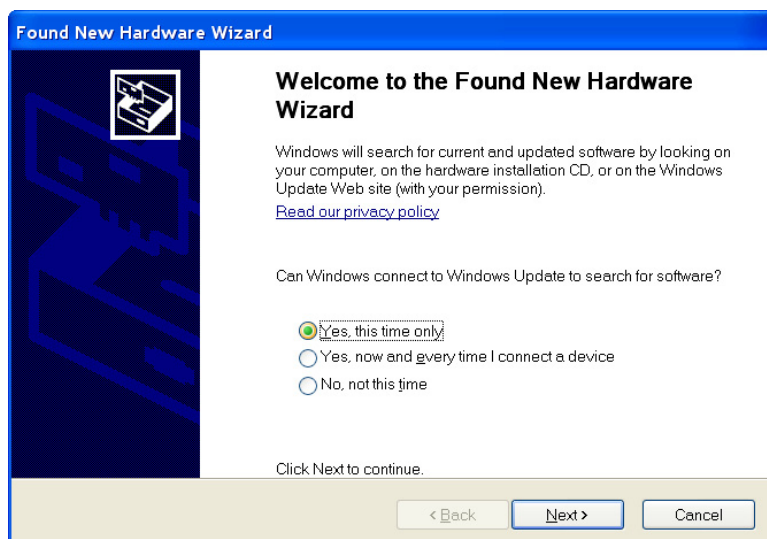 Found New Hardware Wizard
Welcome to the Found New Hardware
Wizard
Windows will search for current and updated software by looking on
your computer, on the hardware installation CD, or on the Windows
Update Web site (with your permission).
Read our privacy policy
Can Windows connect to Windows Update to search for software?
Yes, this time only
Yes, now and every time I connect a device
No, not this time
Click Next to continue.
< Back
Next >
Cancel